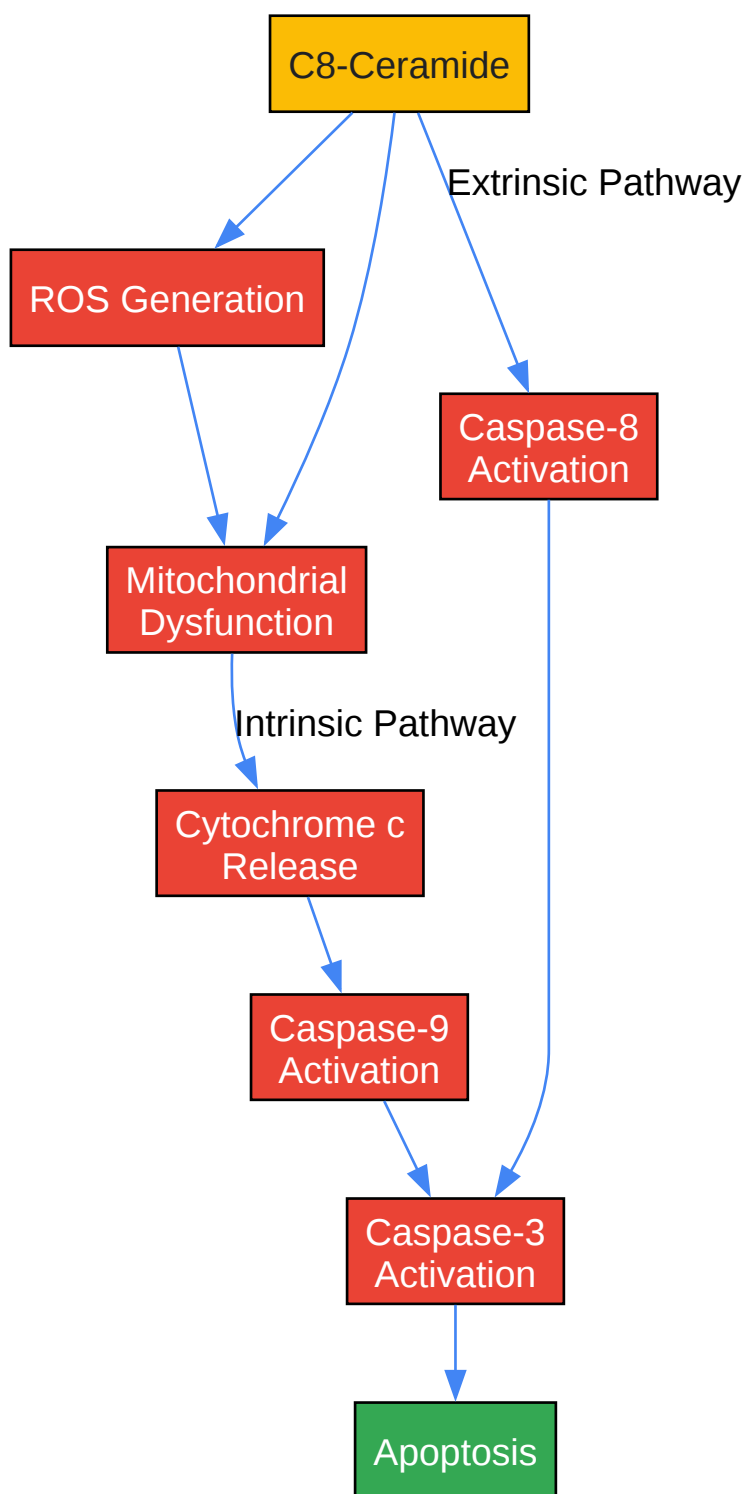 C8-Ceramide
Extrinsic Pathway
ROS Generation
Caspase-8
Activation
Mitochondrial
Dysfunction
Intrinsic Pathway
Cytochrome c
Release
Caspase-9
Activation
Caspase-3
Activation
Apoptosis